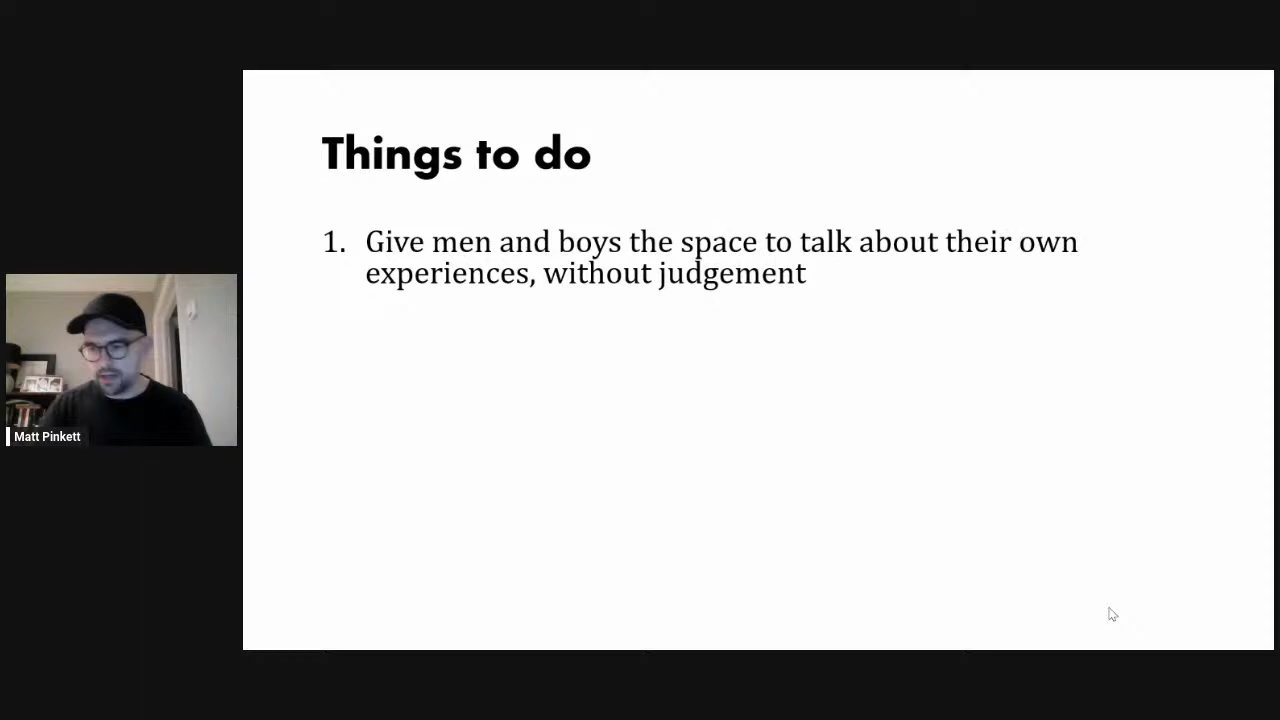 Things to do
1. Give men and boys the space to talk about their own
experiences, without judgement
Matt Pinkett